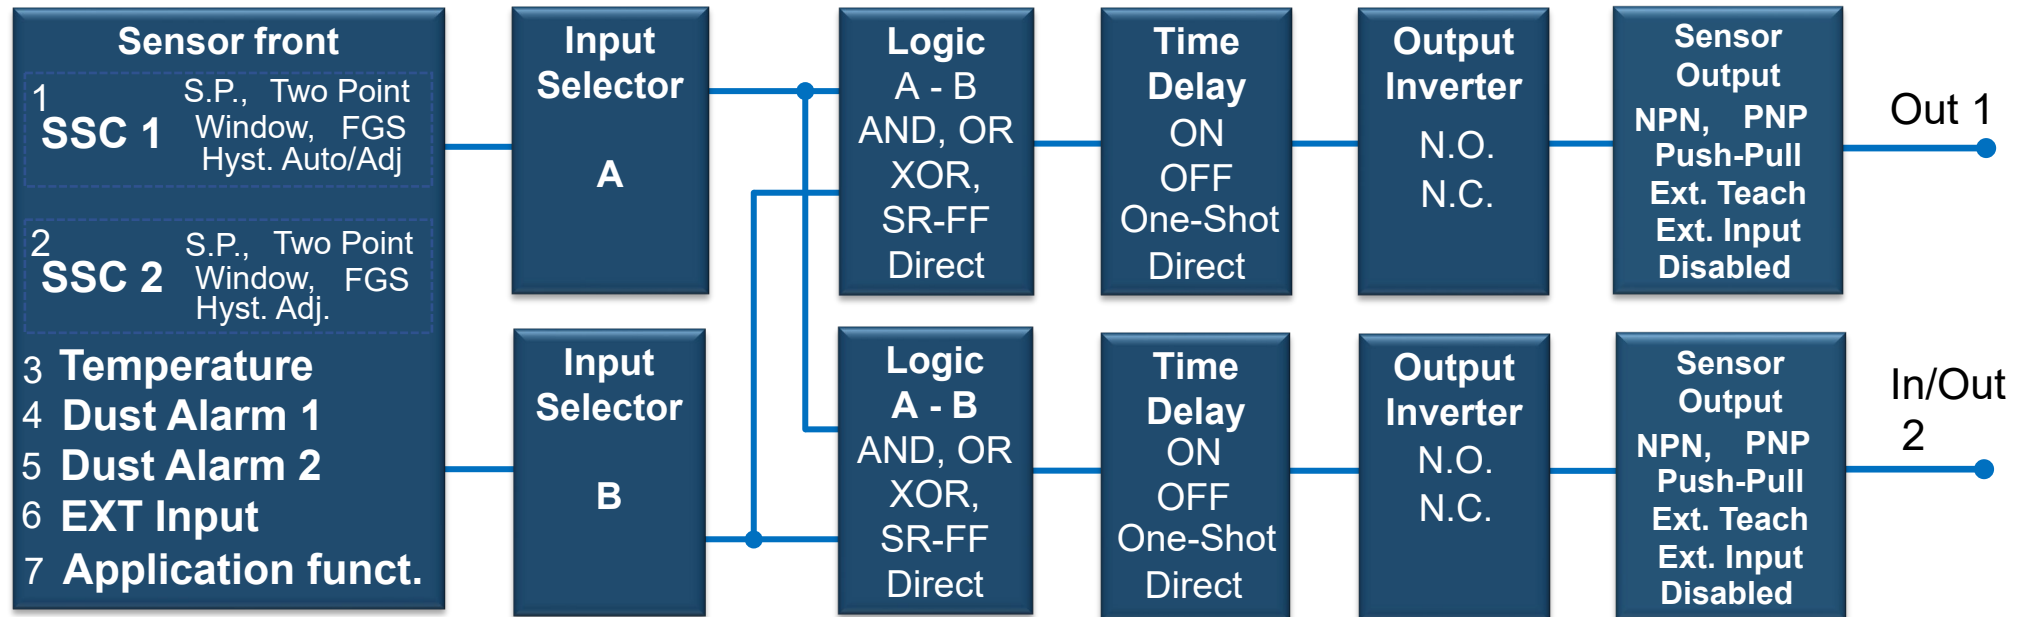 Sensor front
1
SSC 1
S.P., Two Point
Window, FGS
Hyst. Auto/Adj
2
SSC 2
S.P., Two Point
Window, FGS
Hyst. Adj.
3 Temperature
4 Dust Alarm 1
5 Dust Alarm 2
6 EXT Input
7 Application funct.
Input
Selector
A
Input
Selector
B
Logic
A - B
AND, OR
XOR,
SR-FF
Direct
Logic
A - B
AND, OR
XOR,
SR-FF
Direct
Time
Delay
ON
OFF
One-Shot
Direct
Time
Delay
ON
OFF
One-Shot
Direct
Output
Inverter
N.O.
N.C.
Output
Inverter
N.O.
N.C.
Sensor
Output
NPN, PNP
Push-Pull
Ext. Teach
Ext. Input
Disabled
Sensor
Output
NPN, PNP
Push-Pull
Ext. Teach
Ext. Input
Disabled
Out 1
In/Out
2